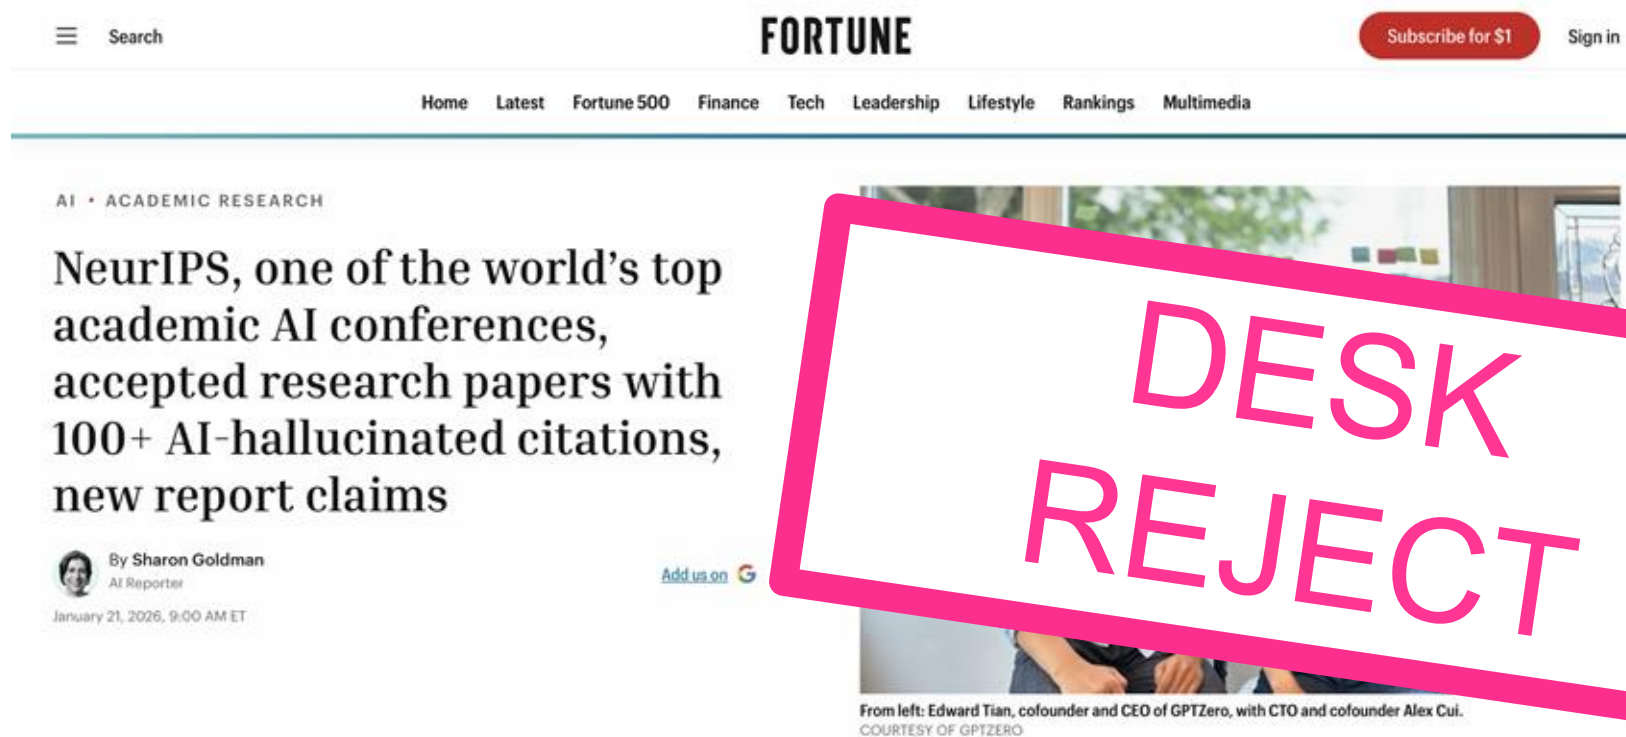 Search
FORTUNE
Subscribe for $1
Sign in
Home Latest Fortune 500 Finance Tech Leadership Lifestyle Rankings Multimedia
AI • ACADEMIC RESEARCH
NeurIPS, one of the world's top
academic AI conferences,
accepted research papers with
100+ AI-hallucinated citations,
new report claims
By Sharon Goldman
AI Reporter
January 21, 2026, 9:00 AM ET
Add us on G
DESK
REJECT
From left: Edward Tian, cofounder and CEO of GPTZero, with CTO and cofounder Alex Cui.
COURTESY OF GPTZERO